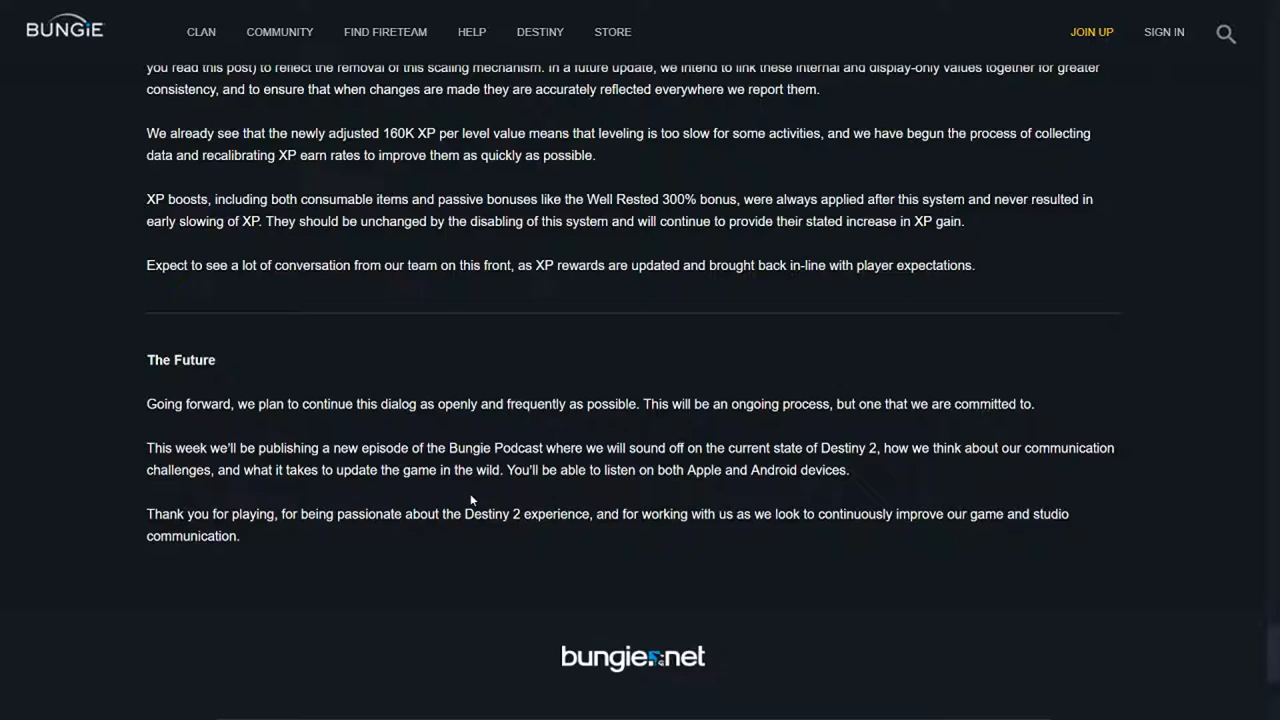 BUNGiE
CLAN COMMUNITY FIND FIRETEAM HELP DESTINY STORE JOIN UP SIGN IN
you read this post) to reflect the removal of this scaling mechanism. In a future update, we intend to link these internal and display-only values together for greater
consistency, and to ensure that when changes are made they are accurately reflected everywhere we report them.
We already see that the newly adjusted 160K XP per level value means that leveling is too slow for some activities, and we have begun the process of collecting
data and recalibrating XP earn rates to improve them as quickly as possible.
XP boosts, including both consumable items and passive bonuses like the Well Rested 300% bonus, were always applied after this system and never resulted in
early slowing of XP. They should be unchanged by the disabling of this system and will continue to provide their stated increase in XP gain.
Expect to see a lot of conversation from our team on this front, as XP rewards are updated and brought back in-line with player expectations.
The Future
Going forward, we plan to continue this dialog as openly and frequently as possible. This will be an ongoing process, but one that we are committed to.
This week we'll be publishing a new episode of the Bungie Podcast where we will sound off on the current state of Destiny 2, how we think about our communication
challenges, and what it takes to update the game in the wild. You'll be able to listen on both Apple and Android devices.
Thank you for playing, for being passionate about the Destiny 2 experience, and for working with us as we look to continuously improve our game and studio
communication.
bungie.net